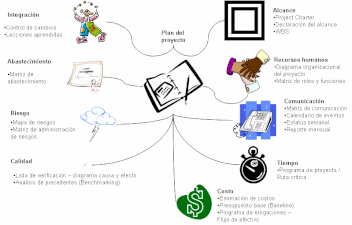 Integración
•Control de cambios
•Lecciones aprendidas
Plan del
proyecto
Alcance
•Project Charter
•Declaración del alcance
•WBS
Abastecimiento
•Matriz de
abastecimiento
Recursos humanos
•Diagrama organizacional
del proyecto
•Matriz de roles y funciones
Riesgo
•Mapa de riesgos
•Matriz de administración
de riesgos
Comunicación
•Matriz de comunicación
•Calendario de eventos
•Estatus semanal
•Reporte mensual
Calidad
•Lista de verificación – diagrama causa y efecto
•Análisis de precedentes (Benchmarking)
Tiempo
•Programa de proyecto /
Ruta crítica
Costo
•Estimación de costos
•Presupuesto base (Baseline)
•Programa de erogaciones –
Flujo de efectivo
$